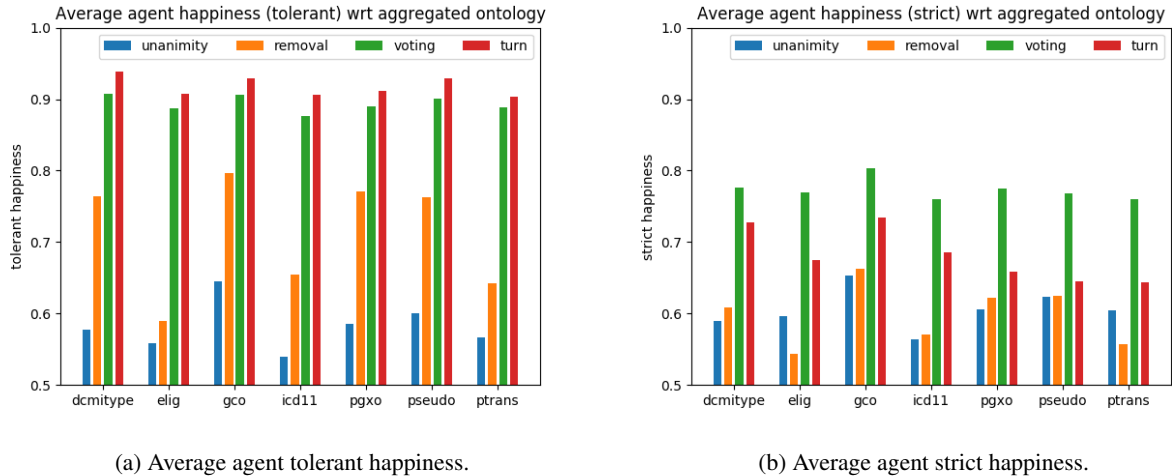 Average agent happiness (tolerant) wrt aggregated ontology
unanimity removal voting turn
1.0
0.9
0.8
0.7
0.6
0.5
tolerant happiness
dcmitype elig gco icd11 pgxo pseudo ptrans
(a) Average agent tolerant happiness.
Average agent happiness (strict) wrt aggregated ontology
unanimity removal voting turn
1.0
0.9
0.8
0.7
0.6
0.5
strict happiness
dcmitype elig gco icd11 pgxo pseudo ptrans
(b) Average agent strict happiness.